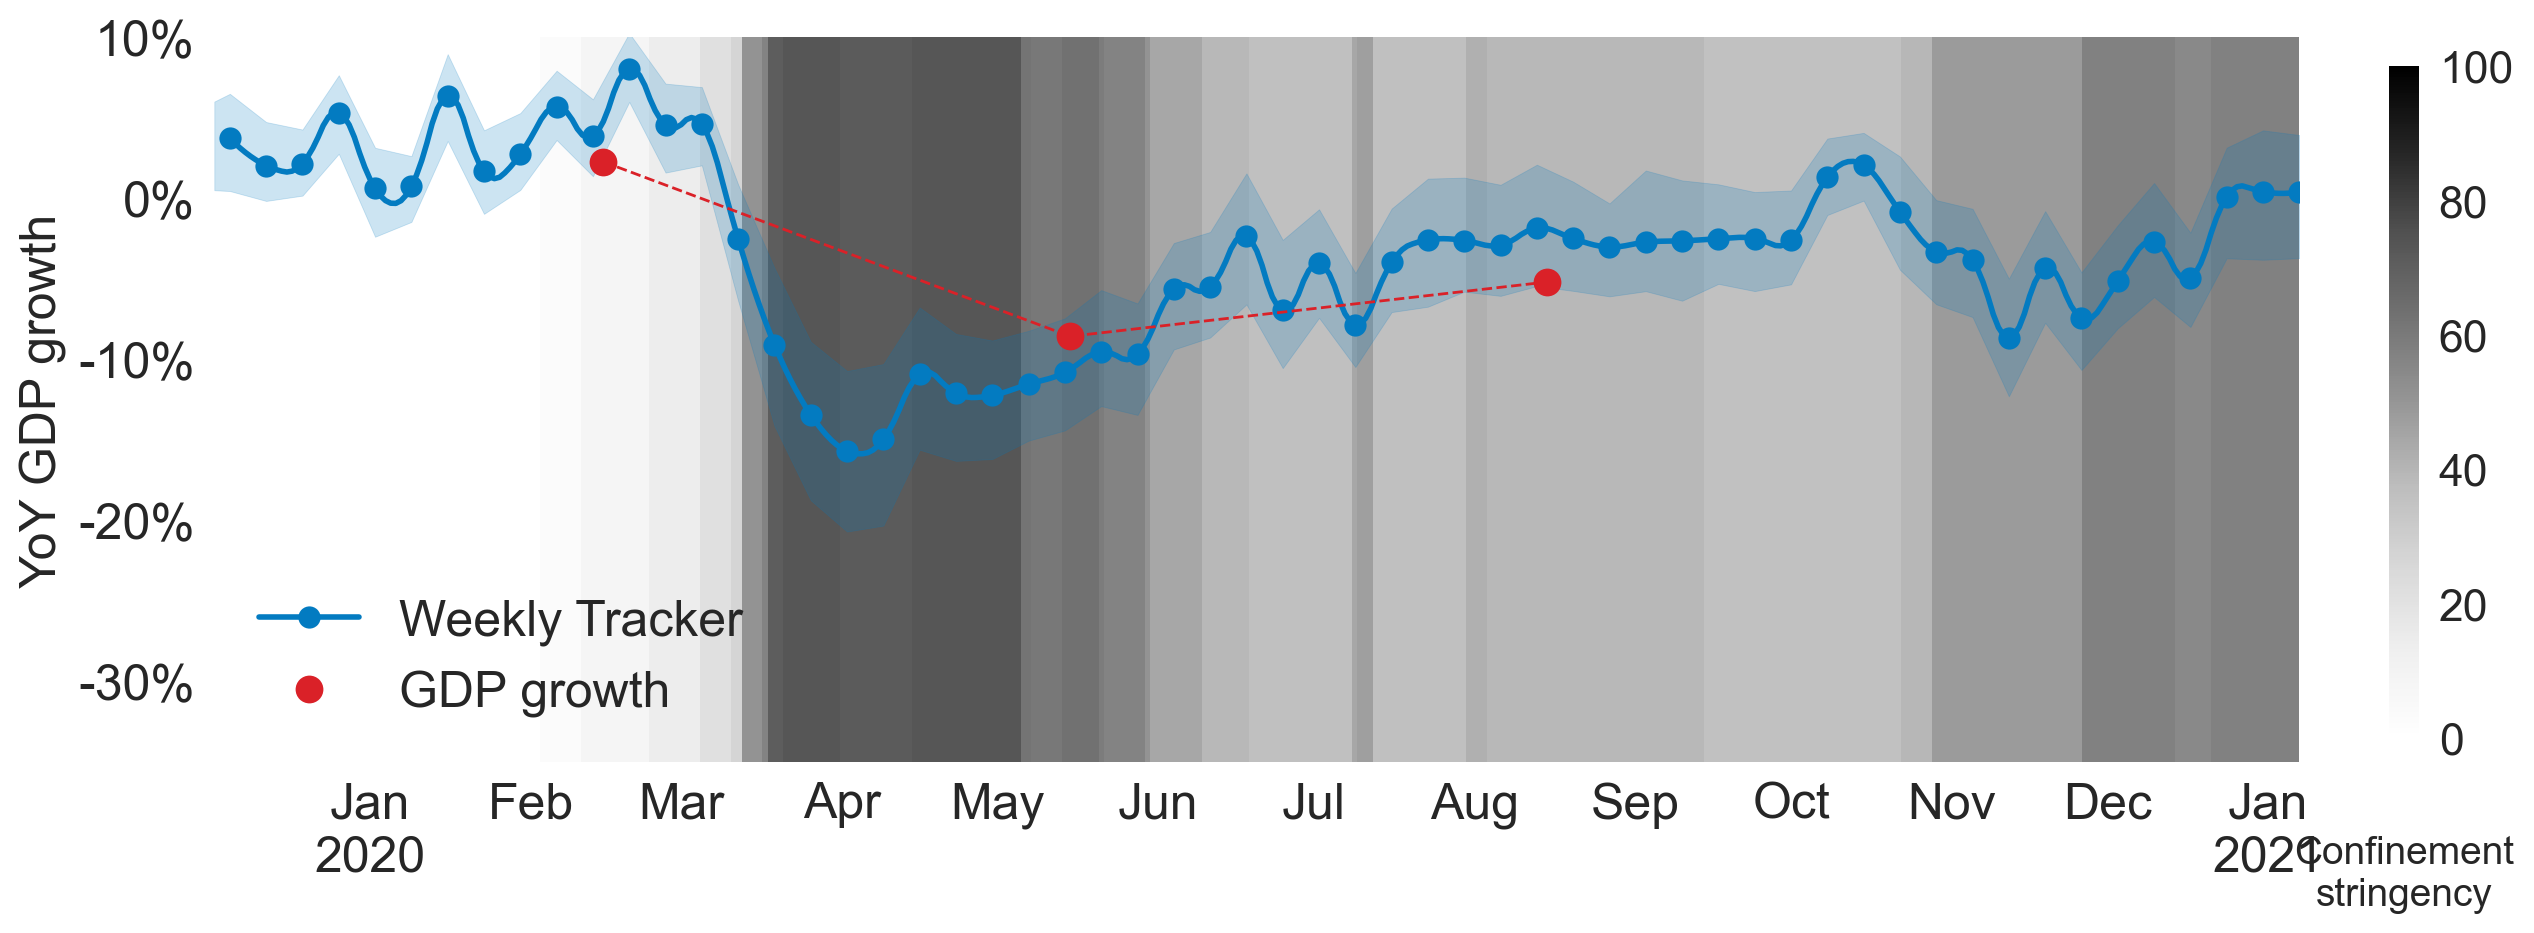 10%
0%
-10%
-20%
-30%
YoY GDP growth
Weekly Tracker
GDP growth
Jan Feb Mar Apr May Jun Jul Aug Sep Oct Nov Dec Jan
2020 2021
100
80
60
40
20
0
Confinement
stringency